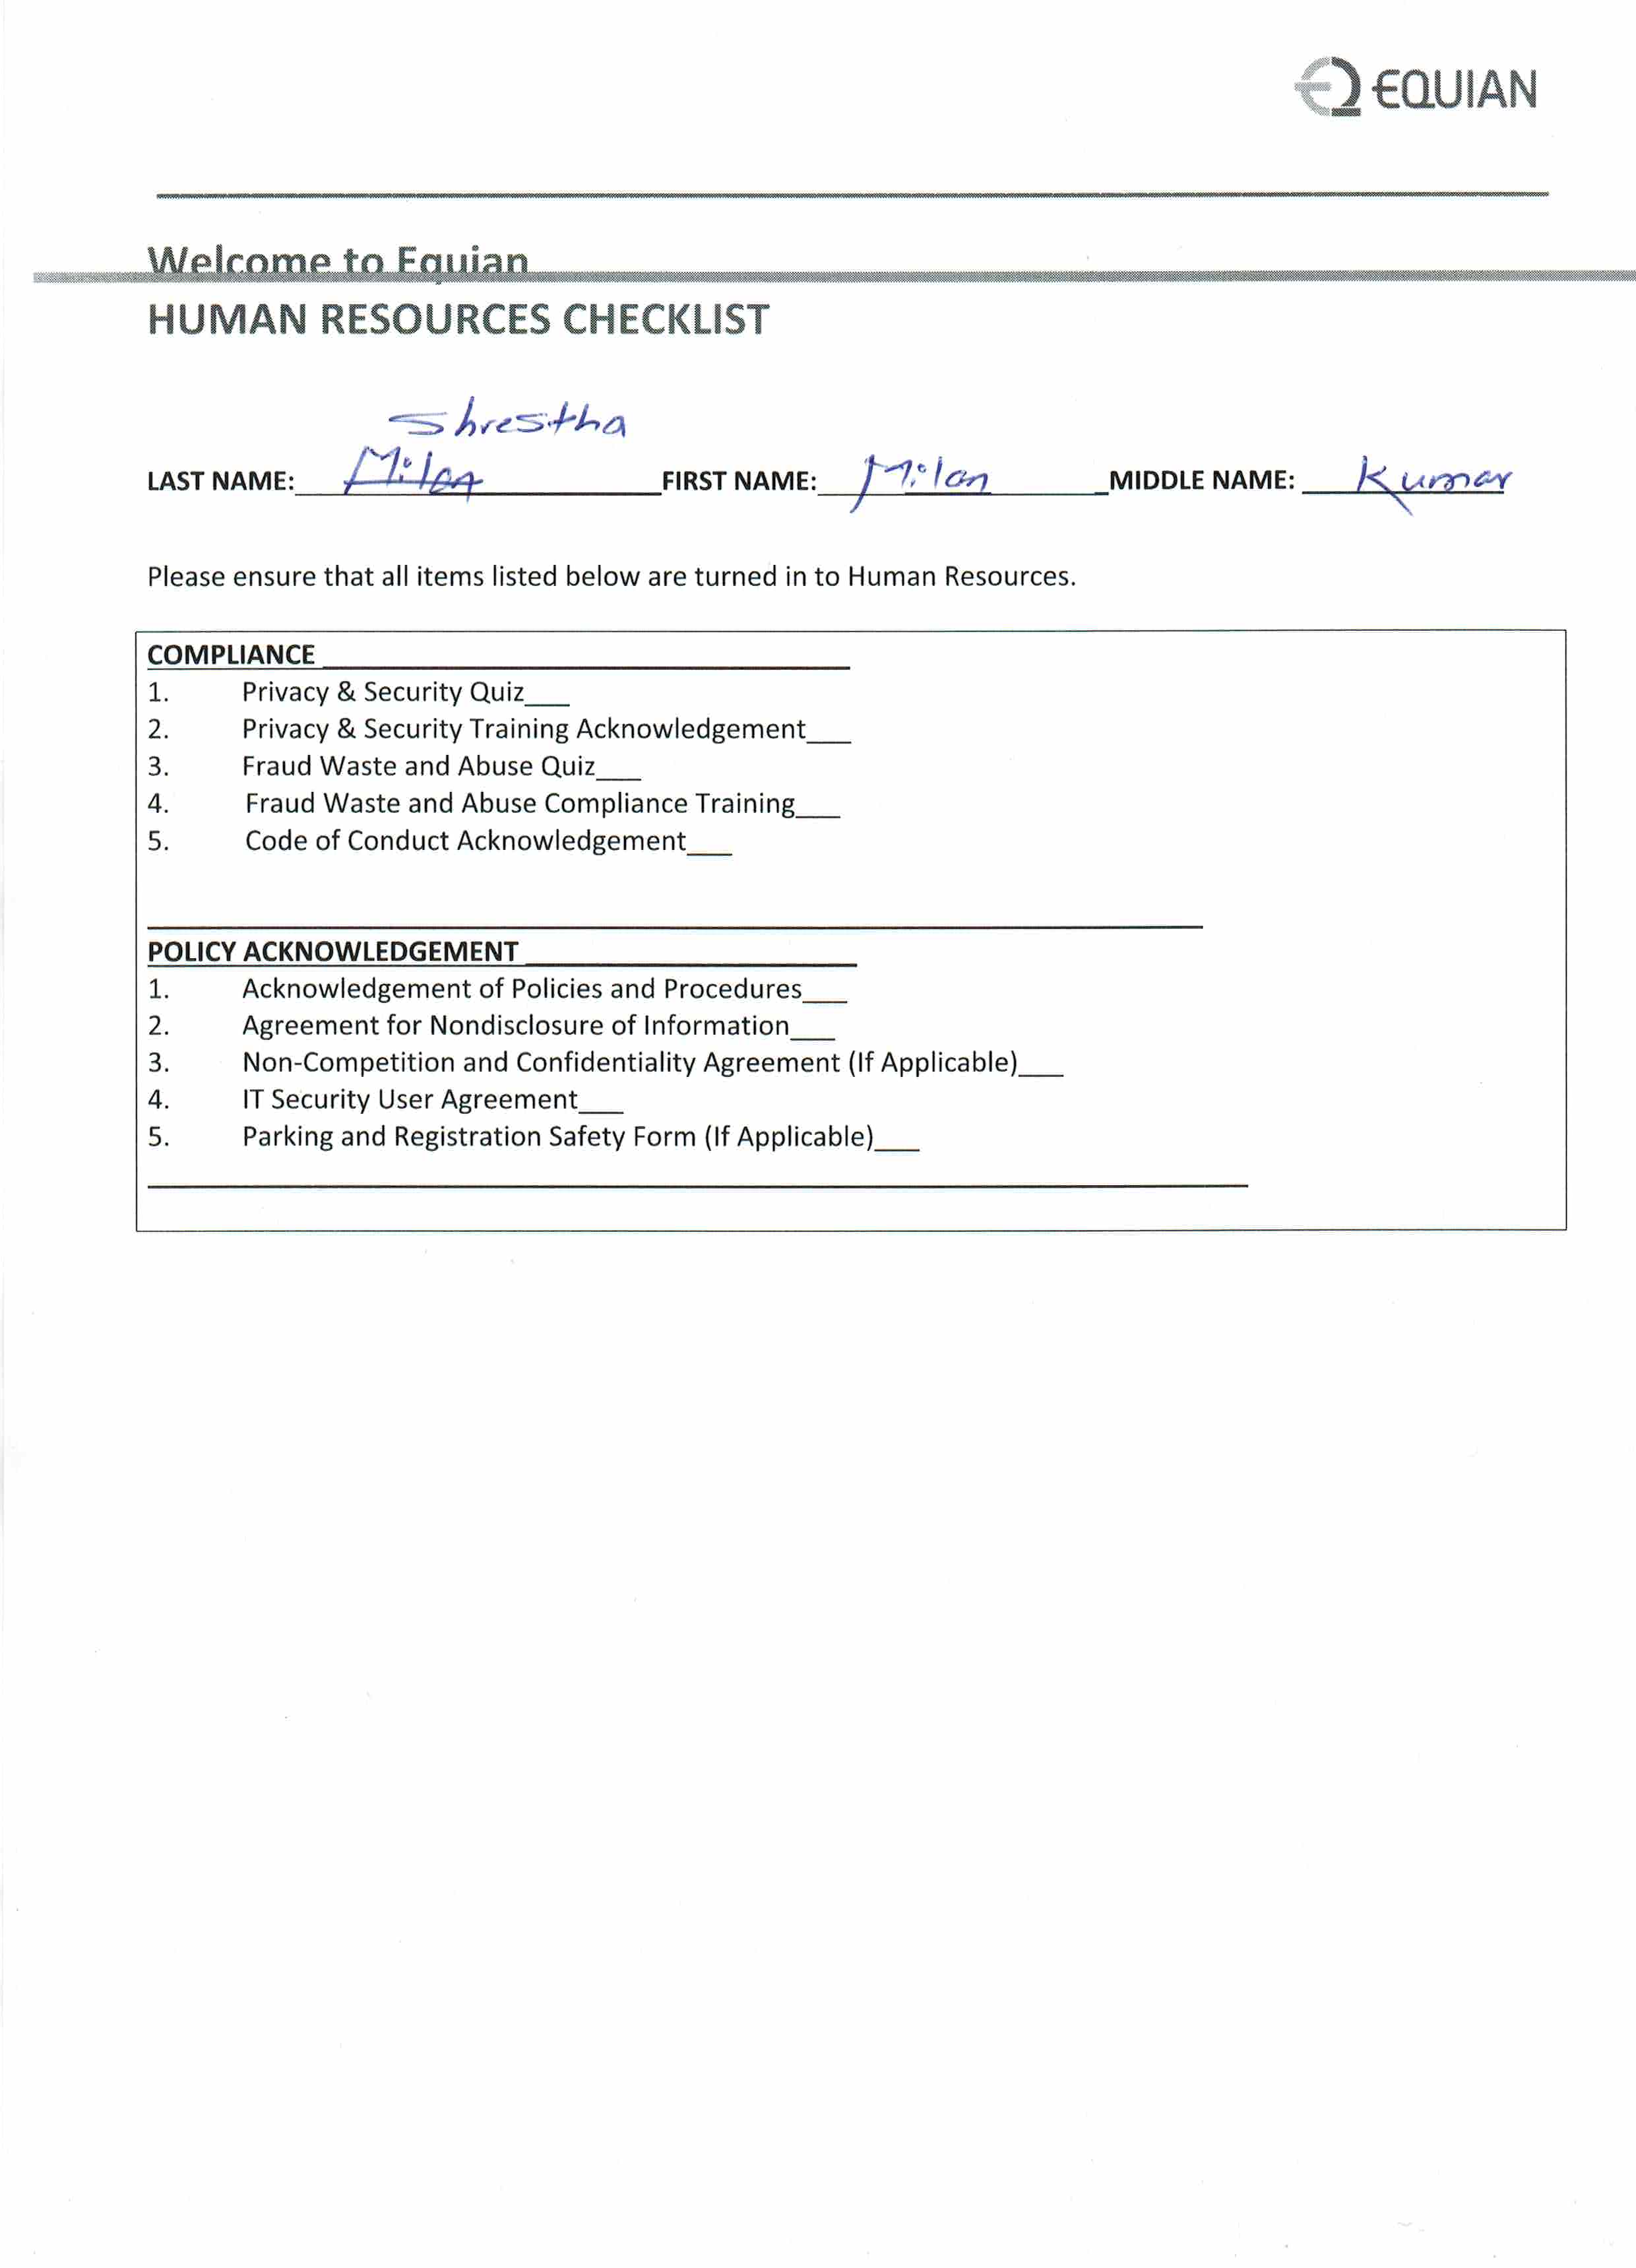 EQUIAN
Welcome to Equian
HUMAN RESOURCES CHECKLIST
Shrestha
LAST NAME: Milan FIRST NAME: Milan MIDDLE NAME: Kumar
Please ensure that all items listed below are turned in to Human Resources.
COMPLIANCE
1. Privacy & Security Quiz___
2. Privacy & Security Training Acknowledgement___
3. Fraud Waste and Abuse Quiz___
4. Fraud Waste and Abuse Compliance Training___
5. Code of Conduct Acknowledgement___
POLICY ACKNOWLEDGEMENT
1. Acknowledgement of Policies and Procedures___
2. Agreement for Nondisclosure of Information___
3. Non-Competition and Confidentiality Agreement (If Applicable)___
4. IT Security User Agreement___
5. Parking and Registration Safety Form (If Applicable)___